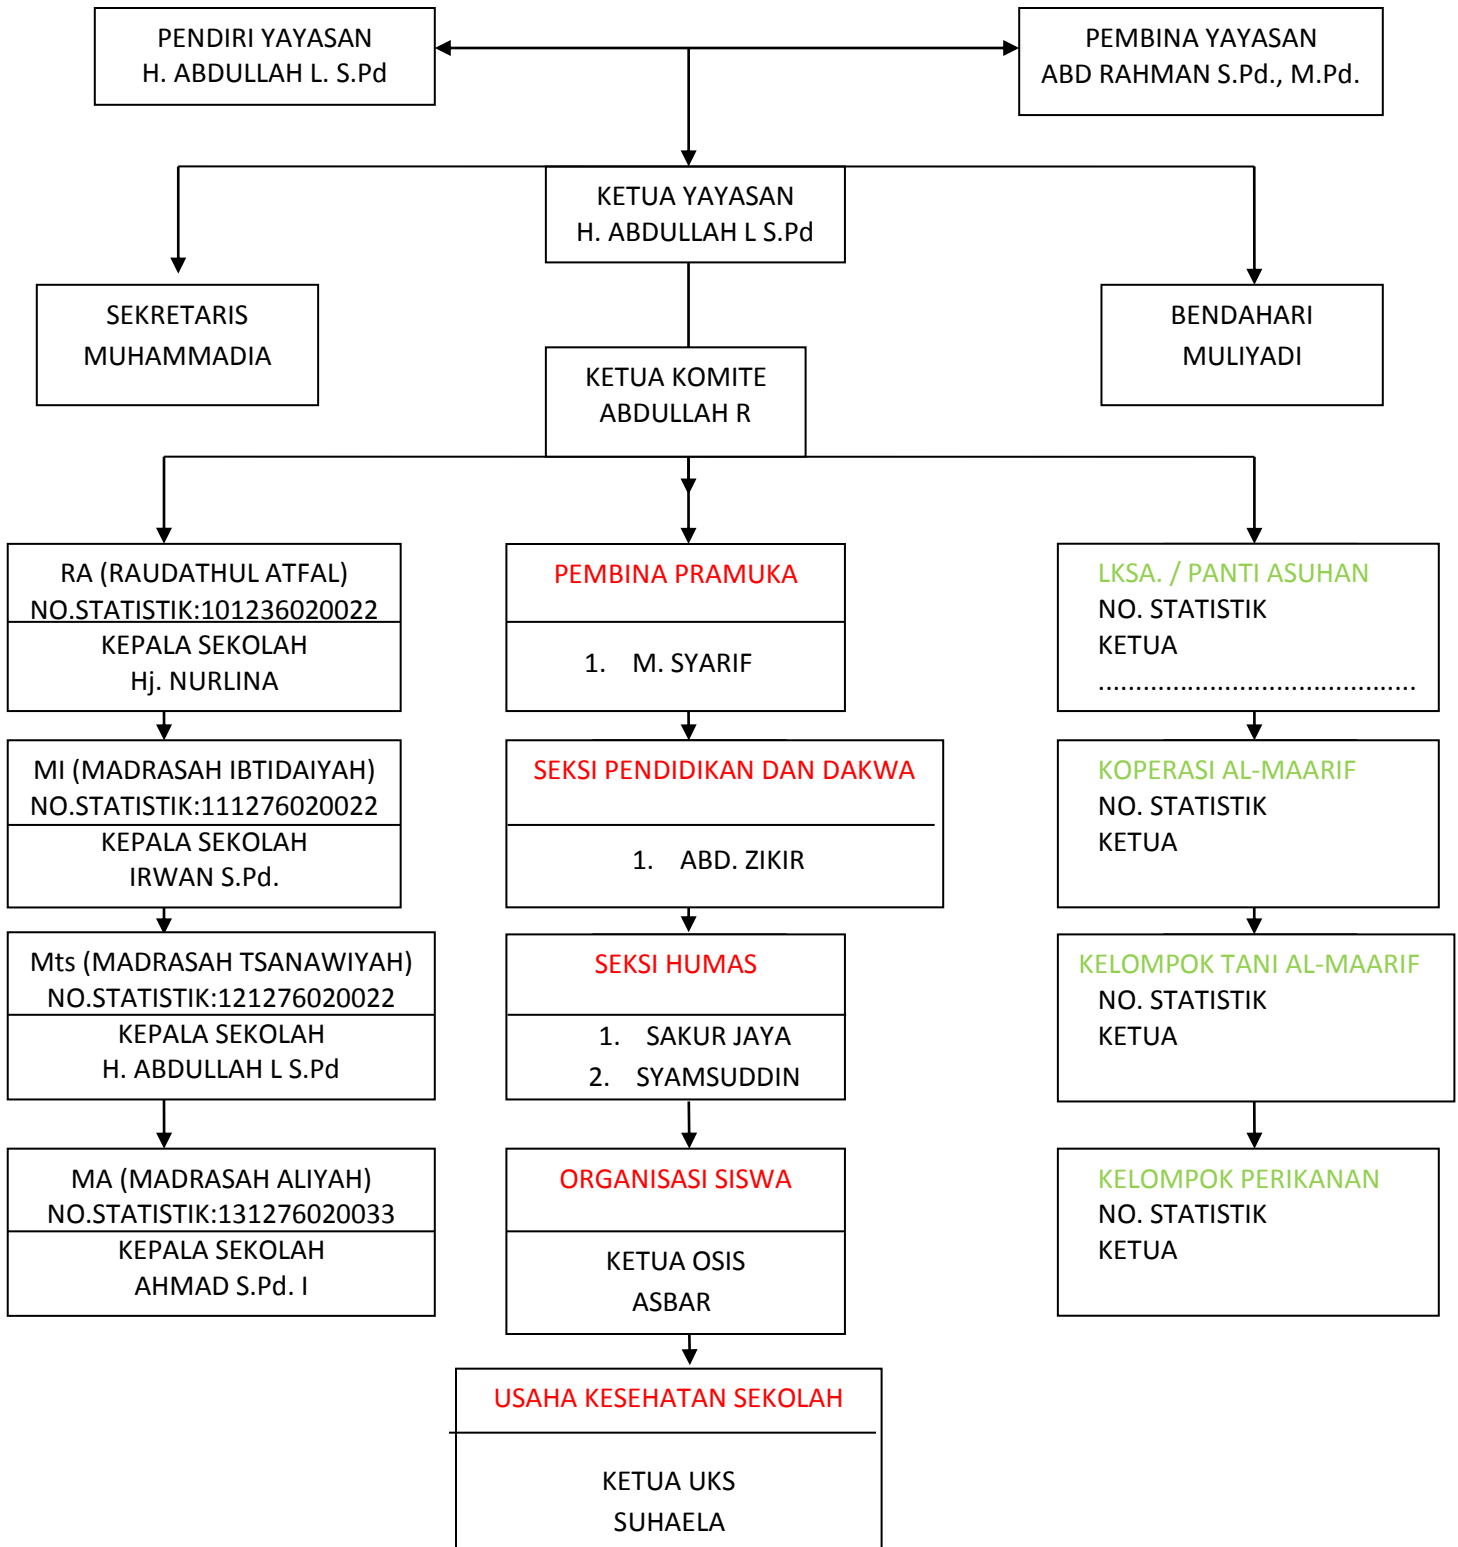 PENDIRI YAYASAN
H. ABDULLAH L. S.Pd
PEMBINA YAYASAN
ABD RAHMAN S.Pd., M.Pd.
KETUA YAYASAN
H. ABDULLAH L S.Pd
SEKRETARIS
MUHAMMADIA
BENDAHARI
MULIYADI
KETUA KOMITE
ABDULLAH R
RA (RAUDATHUL ATFAL)
NO.STATISTIK:101236020022
KEPALA SEKOLAH
Hj. NURLINA
MI (MADRASAH IBTIDAIYAH)
NO.STATISTIK:111276020022
KEPALA SEKOLAH
IRWAN S.Pd.
Mts (MADRASAH TSANAWIYAH)
NO.STATISTIK:121276020022
KEPALA SEKOLAH
H. ABDULLAH L S.Pd
MA (MADRASAH ALIYAH)
NO.STATISTIK:131276020033
KEPALA SEKOLAH
AHMAD S.Pd. I
PEMBINA PRAMUKA
1. M. SYARIF
SEKSI PENDIDIKAN DAN DAKWA
1. ABD. ZIKIR
SEKSI HUMAS
1. SAKUR JAYA
2. SYAMSUDDIN
ORGANISASI SISWA
KETUA OSIS
ASBAR
USAHA KESEHATAN SEKOLAH
KETUA UKS
SUHAELA
LKSA. / PANTI ASUHAN
NO. STATISTIK
KETUA
...........................................
KOPERASI AL-MAARIF
NO. STATISTIK
KETUA
KELOMPOK TANI AL-MAARIF
NO. STATISTIK
KETUA
KELOMPOK PERIKANAN
NO. STATISTIK
KETUA